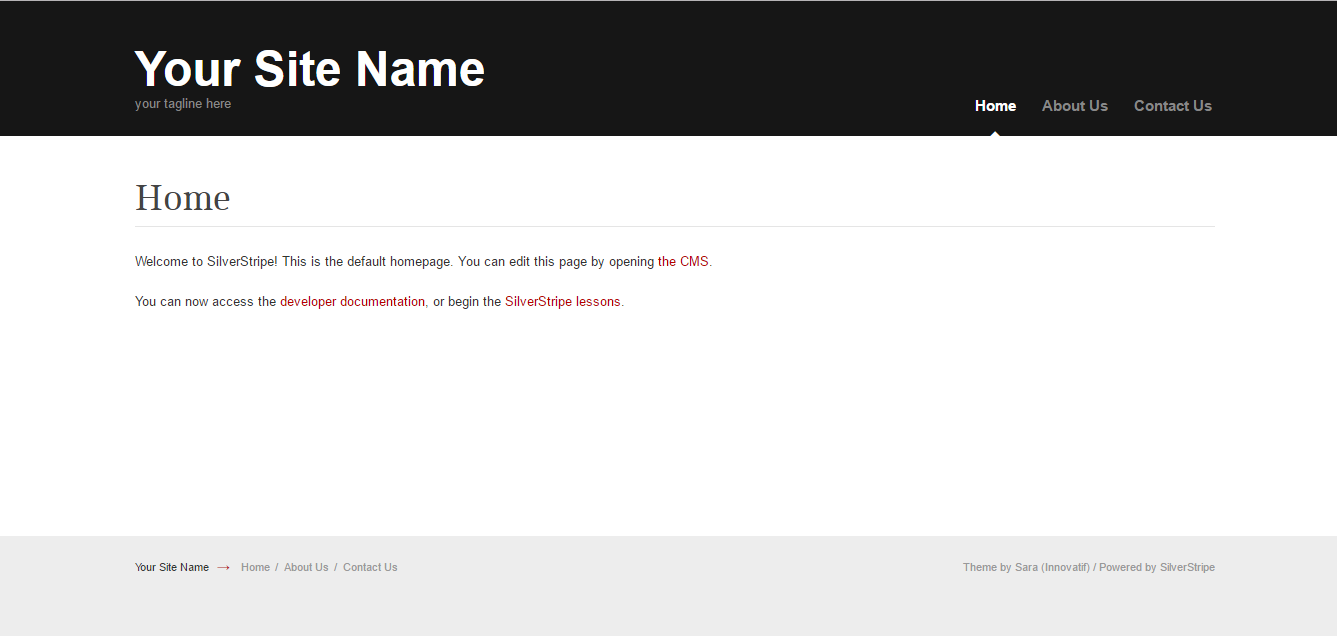 Your Site Name
your tagline here
Home About Us Contact Us
Home
Welcome to SilverStripe! This is the default homepage. You can edit this page by opening the CMS.
You can now access the developer documentation, or begin the SilverStripe lessons.
Your Site Name → Home / About Us / Contact Us
Theme by Sara (Innovatif) / Powered by SilverStripe